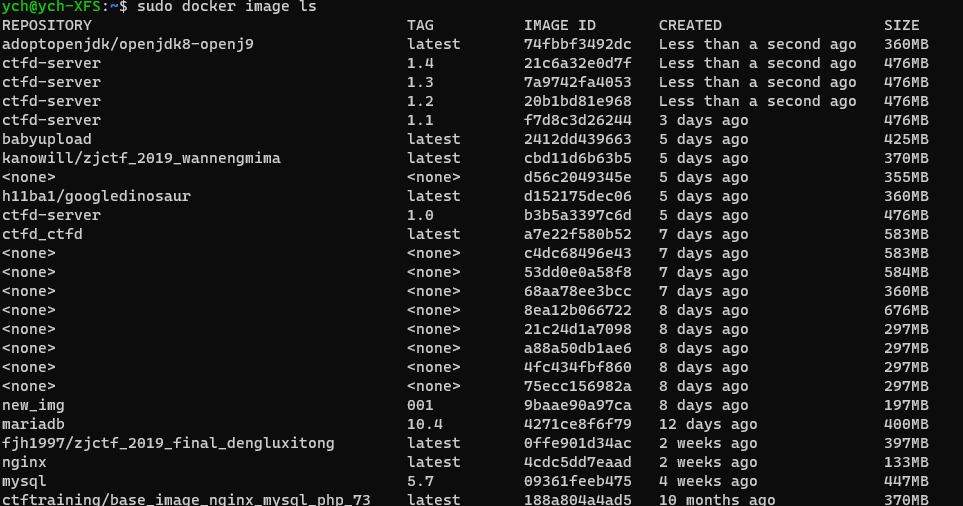 ych@ych-XFS:~$ sudo docker image ls
REPOSITORY TAG IMAGE ID CREATED SIZE
adoptopenjdk/openjdk8-openj9 latest 74fbbf3492dc Less than a second ago 360MB
ctfd-server 1.4 21c6a32e0d7f Less than a second ago 476MB
ctfd-server 1.3 7a9742fa4053 Less than a second ago 476MB
ctfd-server 1.2 20b1bd81e968 Less than a second ago 476MB
ctfd-server 1.1 f7d8c3d26244 3 days ago 476MB
babyupload latest 2412dd439663 5 days ago 425MB
kanowill/zjctf_2019_wannengmima latest cbd11d6b63b5 5 days ago 370MB
<none> <none> d56c2049345e 5 days ago 355MB
h11ba1/googledinosaur latest d152175dec06 5 days ago 360MB
ctfd-server 1.0 b3b5a3397c6d 5 days ago 476MB
ctfd_ctfd latest a7e22f580b52 7 days ago 583MB
<none> <none> c4dc68496e43 7 days ago 583MB
<none> <none> 53dd0e0a58f8 7 days ago 584MB
<none> <none> 68aa78ee3bcc 7 days ago 360MB
<none> <none> 8ea12b066722 8 days ago 676MB
<none> <none> 21c24d1a7098 8 days ago 297MB
<none> <none> a88a50db1ae6 8 days ago 297MB
<none> <none> 4fc434fbf860 8 days ago 297MB
<none> <none> 75ecc156982a 8 days ago 297MB
new_img 001 9baae90a97ca 8 days ago 197MB
mariadb 10.4 4271ce8f6f79 12 days ago 400MB
fjh1997/zjctf_2019_final_dengluxitong latest 0ffe901d34ac 2 weeks ago 397MB
nginx latest 4cdc5dd7eaad 2 weeks ago 133MB
mysql 5.7 09361feeb475 4 weeks ago 447MB
ctftraining/base_image_nginx_mysql_php_73 latest 188a804a4ad5 10 months ago 370MB